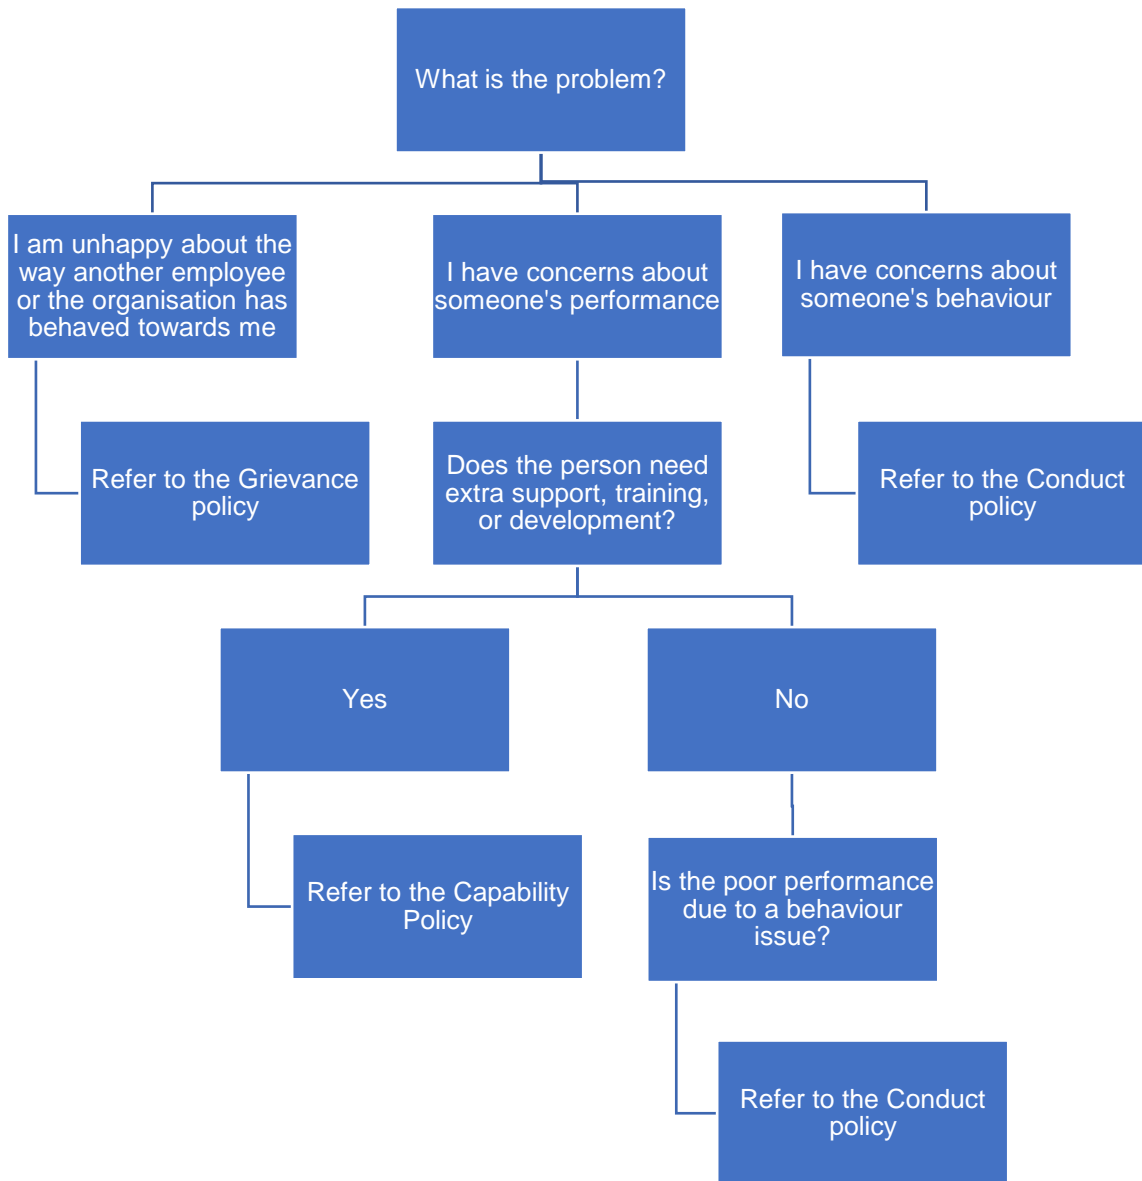 What is the problem?
I am unhappy about the
way another employee
or the organisation has
behaved towards me
I have concerns about
someone's performance
I have concerns about
someone's behaviour
Refer to the Grievance
policy
Does the person need
extra support, training,
or development?
Refer to the Conduct
policy
Yes
No
Refer to the Capability
Policy
Is the poor performance
due to a behaviour
issue?
Refer to the Conduct
policy